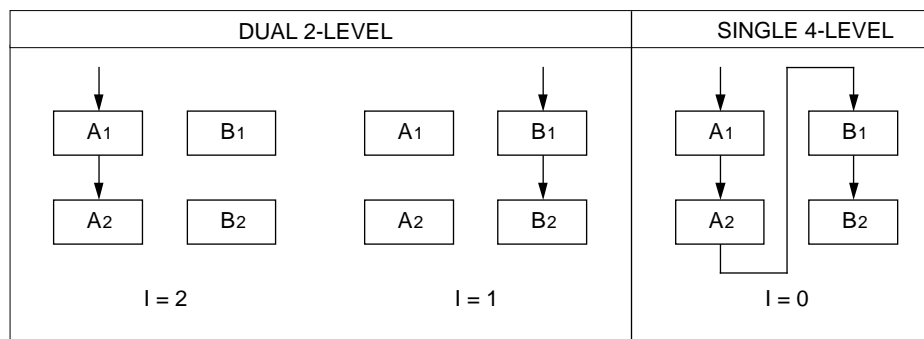 DUAL 2-LEVEL SINGLE 4-LEVEL
A1 B1 A1 B1 A1 B1
A2 B2 A2 B2 A2 B2
I = 2 I = 1 I = 0